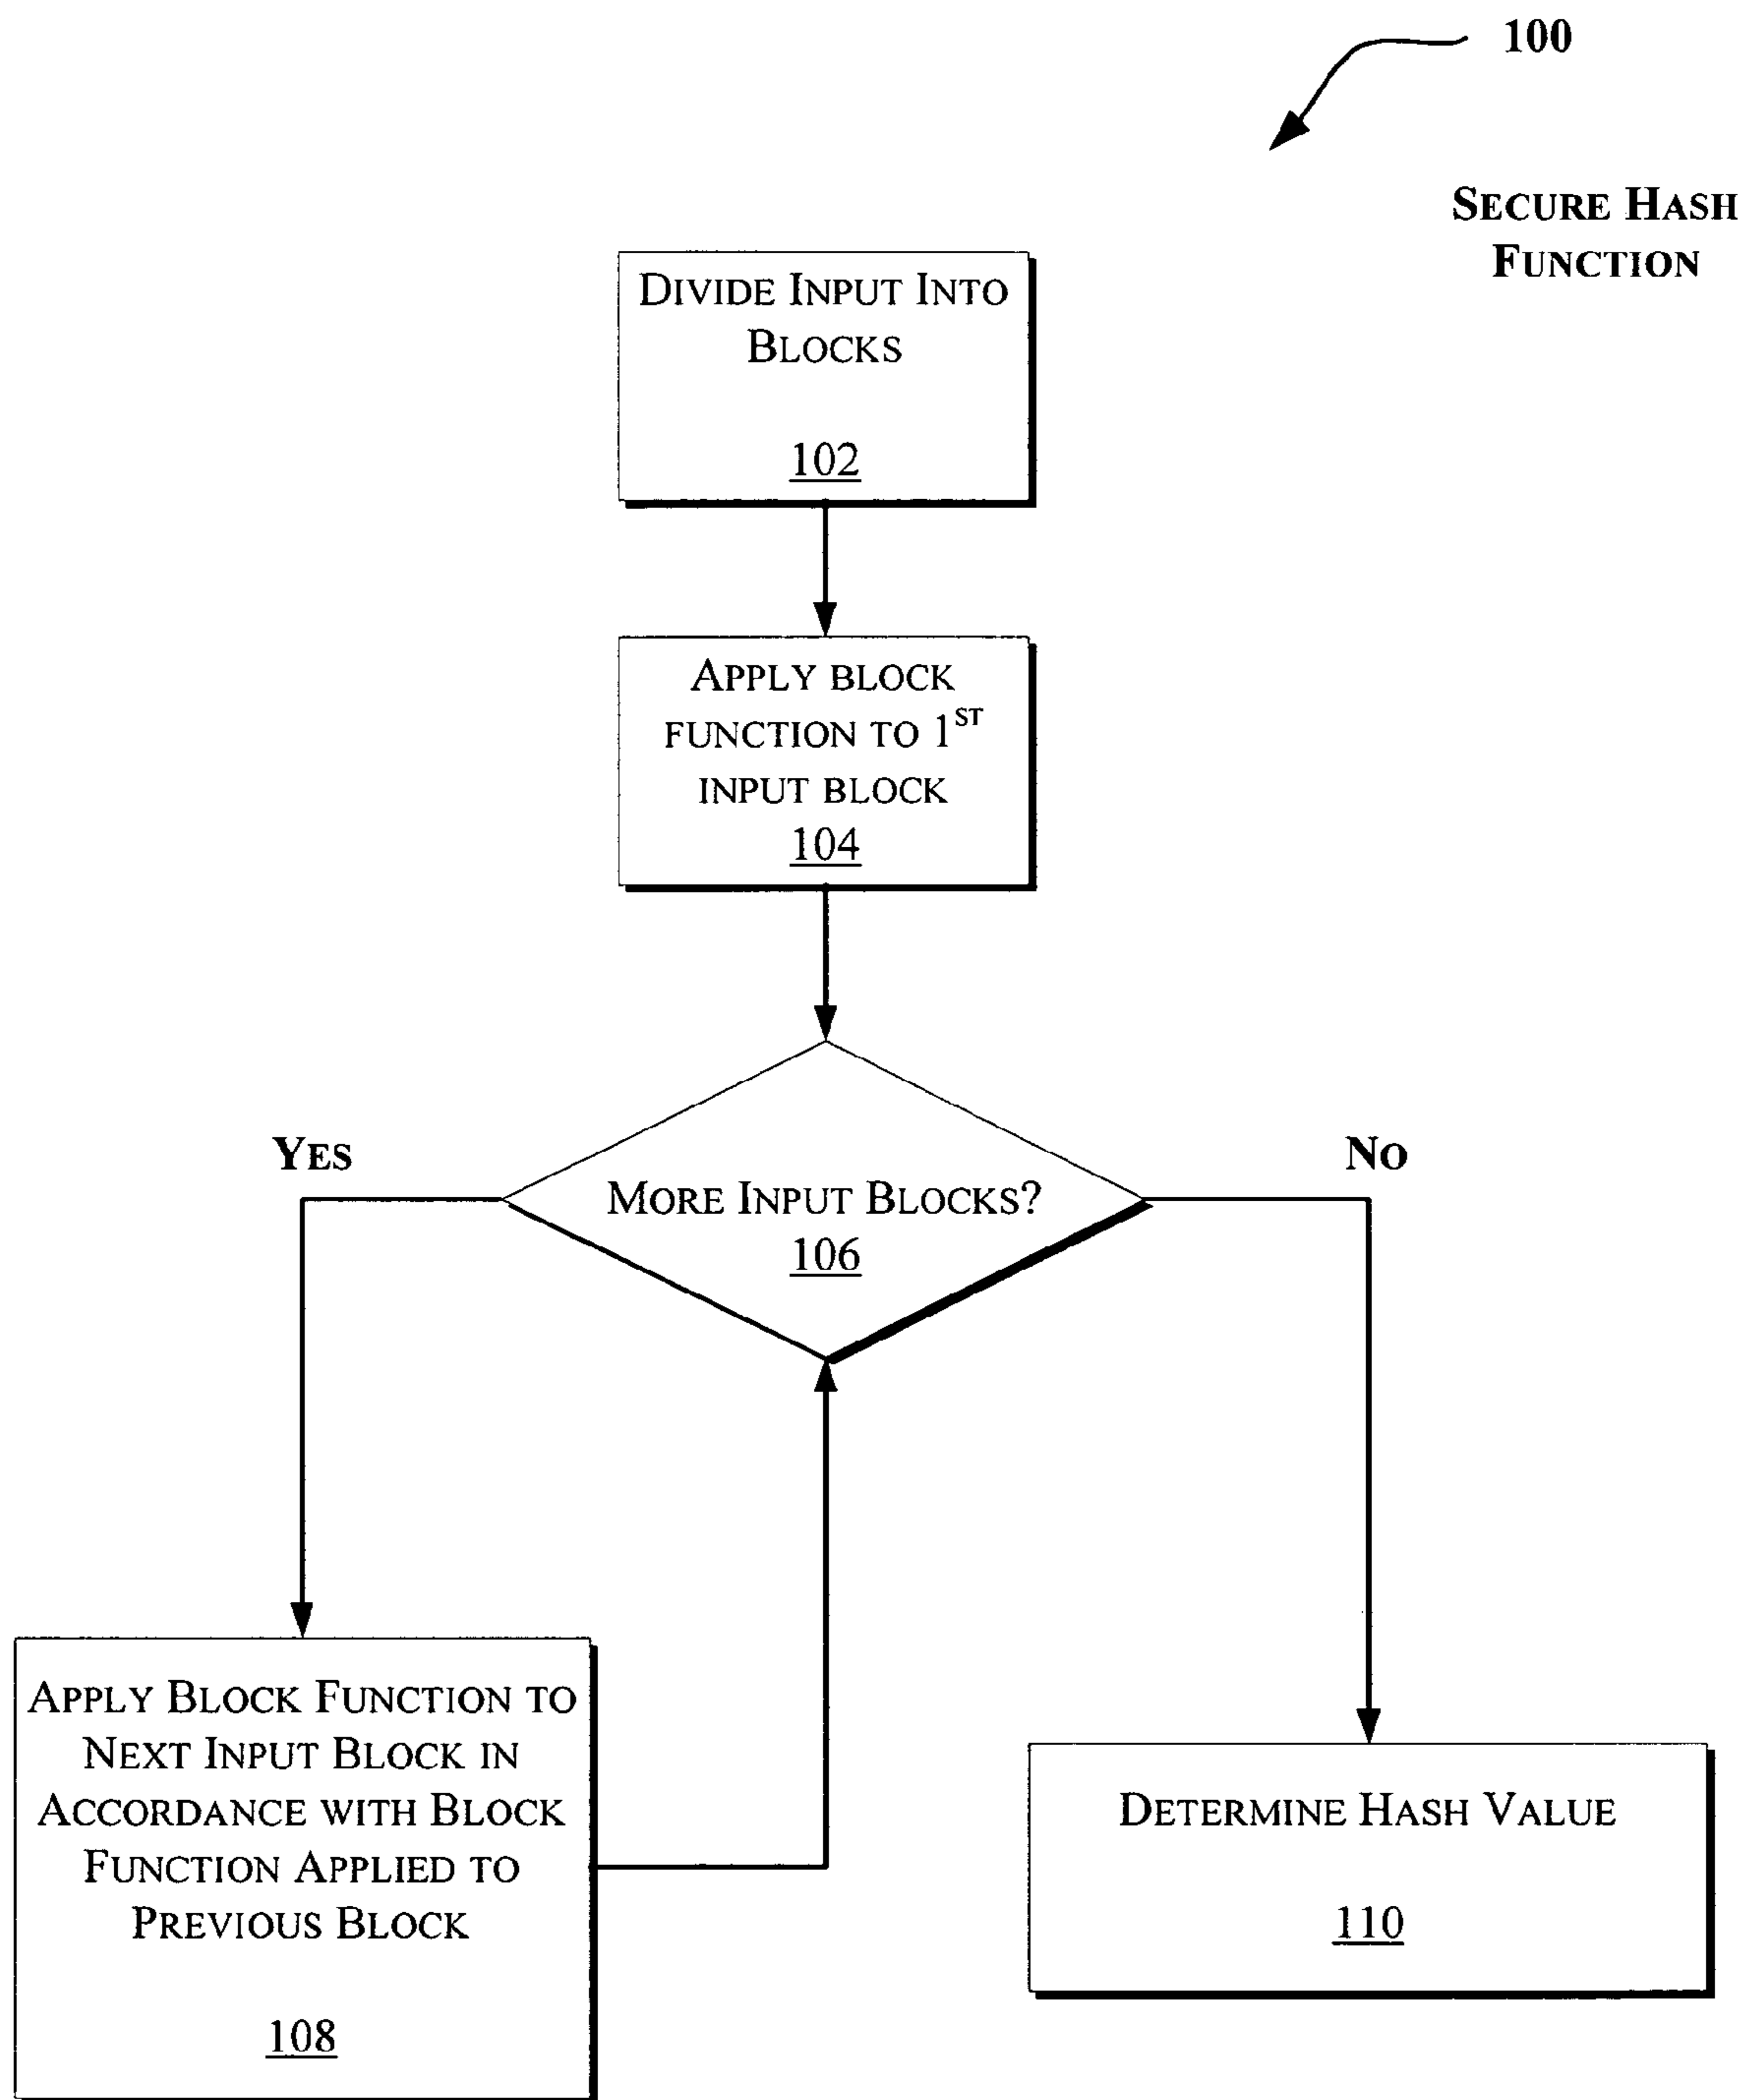 100
SECURE HASH
FUNCTION
DIVIDE INPUT INTO
BLOCKS
102
APPLY BLOCK
FUNCTION TO 1ST
INPUT BLOCK
104
YES
NO
MORE INPUT BLOCKS?
106
APPLY BLOCK FUNCTION TO
NEXT INPUT BLOCK IN
ACCORDANCE WITH BLOCK
FUNCTION APPLIED TO
PREVIOUS BLOCK
108
DETERMINE HASH VALUE
110